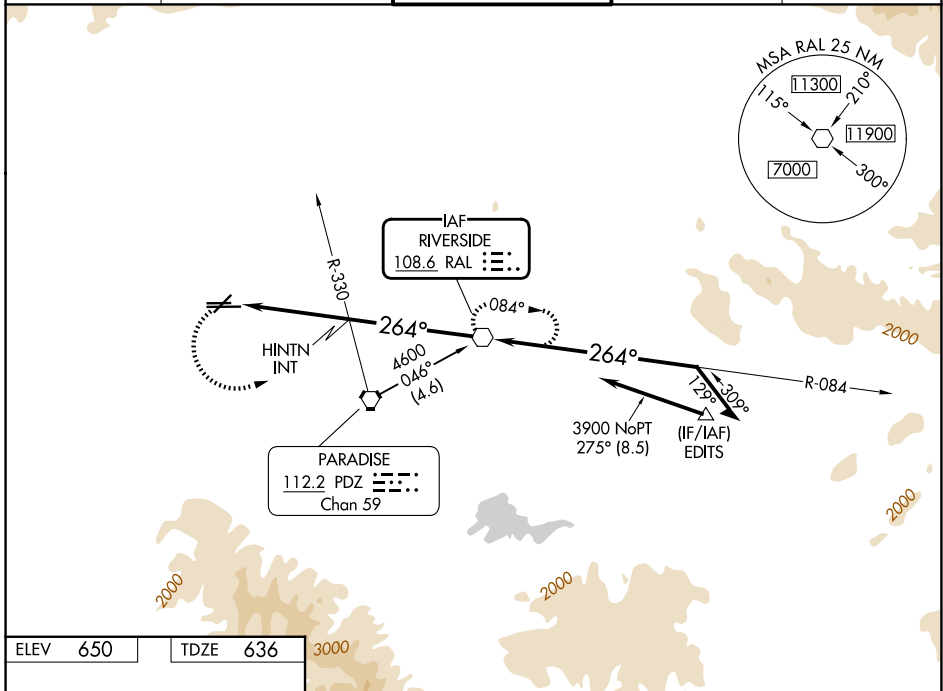 MSA RAL 25 NM
11300
115°
210°
11900
7000
300°
IAF
RIVERSIDE
108.6 RAL
R-330
084°
264°
HINTN
INT
4600
046°
(4.6)
264°
R-084
309°
129°
3900 NoPT
275° (8.5)
(IF/IAF)
EDITS
PARADISE
112.2 PDZ
Chan 59
2000
2000
2000
2000
3000
ELEV 650
TDZE 636